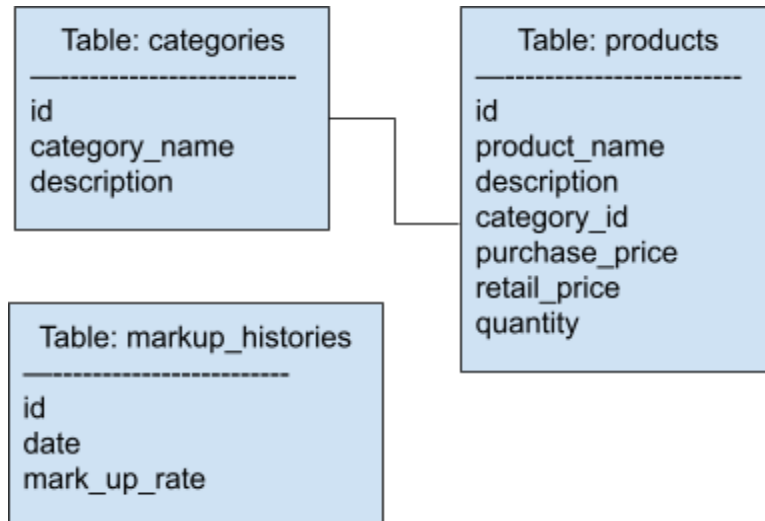 Table: categories
—------------------------
id
category_name
description
Table: products
—------------------------
id
product_name
description
category_id
purchase_price
retail_price
quantity
Table: markup_histories
—------------------------
id
date
mark_up_rate